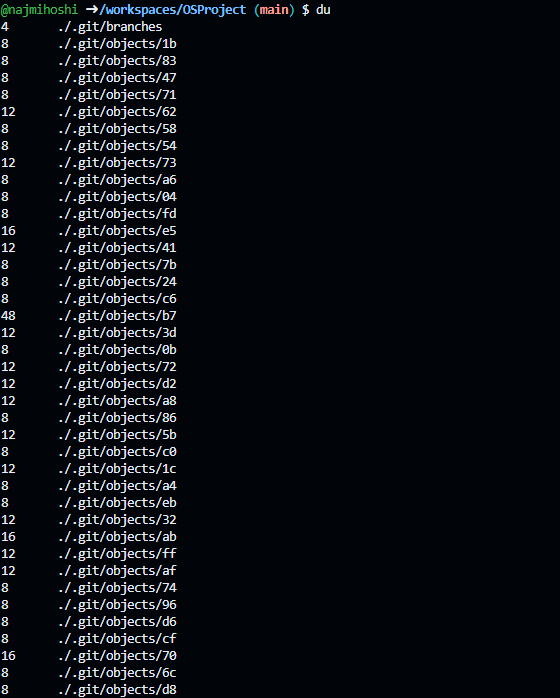 @najmihoshi ➜/workspaces/OSProject (main) $ du
4 ./.git/branches
8 ./.git/objects/1b
8 ./.git/objects/83
8 ./.git/objects/47
8 ./.git/objects/71
12 ./.git/objects/62
8 ./.git/objects/58
8 ./.git/objects/54
12 ./.git/objects/73
8 ./.git/objects/a6
8 ./.git/objects/04
8 ./.git/objects/fd
16 ./.git/objects/e5
12 ./.git/objects/41
8 ./.git/objects/7b
8 ./.git/objects/24
8 ./.git/objects/c6
48 ./.git/objects/b7
12 ./.git/objects/3d
8 ./.git/objects/0b
12 ./.git/objects/72
12 ./.git/objects/d2
12 ./.git/objects/a8
8 ./.git/objects/86
12 ./.git/objects/5b
8 ./.git/objects/c0
12 ./.git/objects/1c
8 ./.git/objects/a4
8 ./.git/objects/eb
12 ./.git/objects/32
16 ./.git/objects/ab
12 ./.git/objects/ff
12 ./.git/objects/af
8 ./.git/objects/74
8 ./.git/objects/96
8 ./.git/objects/d6
8 ./.git/objects/cf
16 ./.git/objects/70
8 ./.git/objects/6c
8 ./.git/objects/d8